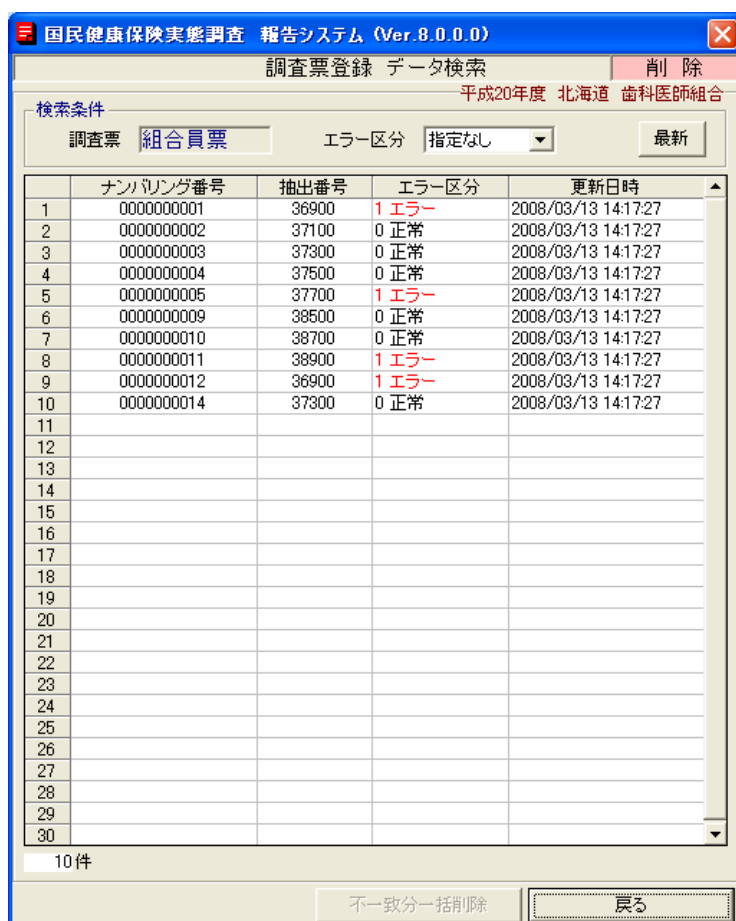 国民健康保険実態調査 報告システム (Ver.8.0.0.0)
調査票登録 データ検索 削 除
平成20年度 北海道 歯科医師組合
検索条件
調査票 組合員票 エラー区分 指定なし 最新
ナンバリング番号 抽出番号 エラー区分 更新日時
1 0000000001 36900 1 エラー 2008/03/13 14:17:27
2 0000000002 37100 0 正常 2008/03/13 14:17:27
3 0000000003 37300 0 正常 2008/03/13 14:17:27
4 0000000004 37500 0 正常 2008/03/13 14:17:27
5 0000000005 37700 1 エラー 2008/03/13 14:17:27
6 0000000009 38500 0 正常 2008/03/13 14:17:27
7 0000000010 38700 0 正常 2008/03/13 14:17:27
8 0000000011 38900 1 エラー 2008/03/13 14:17:27
9 0000000012 36900 1 エラー 2008/03/13 14:17:27
10 0000000014 37300 0 正常 2008/03/13 14:17:27
11
12
13
14
15
16
17
18
19
20
21
22
23
24
25
26
27
28
29
30
10件
不一致分一括削除 戻る